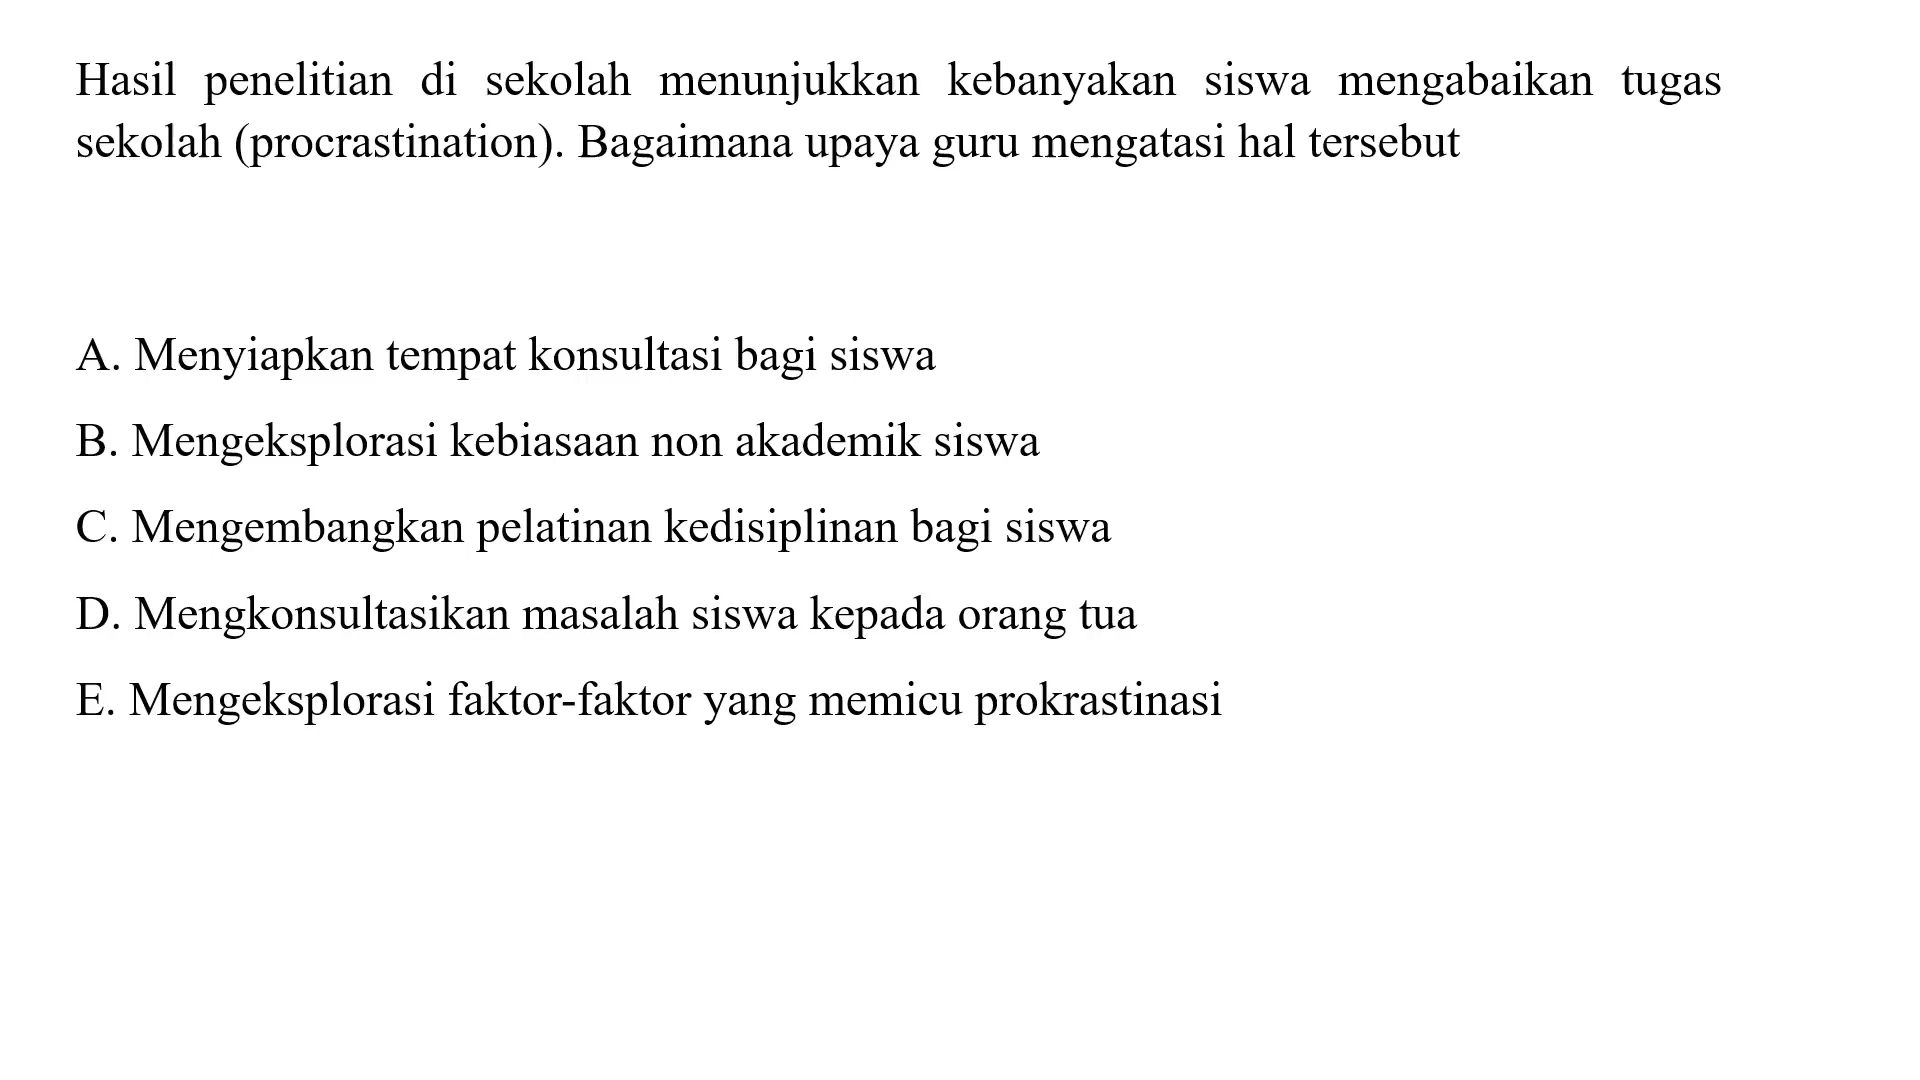 Hasil penelitian di sekolah menunjukkan kebanyakan siswa mengabaikan tugas
sekolah (procrastination). Bagaimana upaya guru mengatasi hal tersebut
A. Menyiapkan tempat konsultasi bagi siswa
B. Mengeksplorasi kebiasaan non akademik siswa
C. Mengembangkan pelatinan kedisiplinan bagi siswa
D. Mengkonsultasikan masalah siswa kepada orang tua
E. Mengeksplorasi faktor-faktor yang memicu prokrastinasi